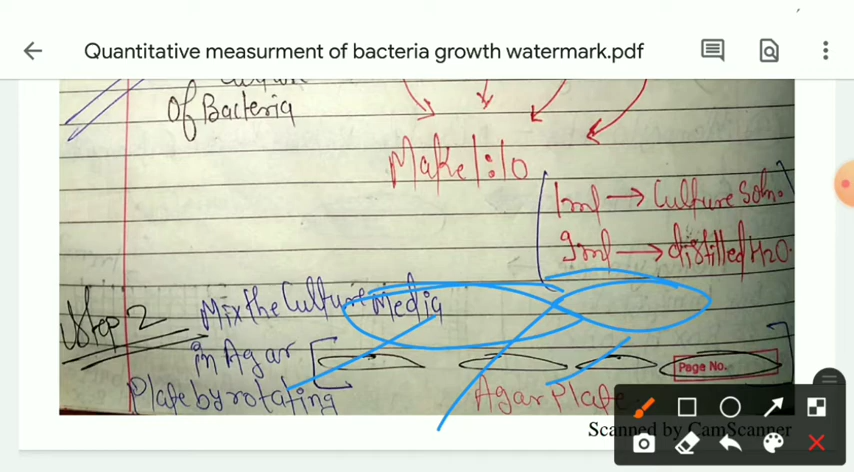 Quantitative measurment of bacteria growth watermark.pdf
of Bacteria
Make 1:10
1ml → Culture Soln.
9ml → distilled H2O.
Step 2
Mix the Culture Media
in Agar
Page No.
Plate by rotating
Agar Plate
Scanned by CamScanner